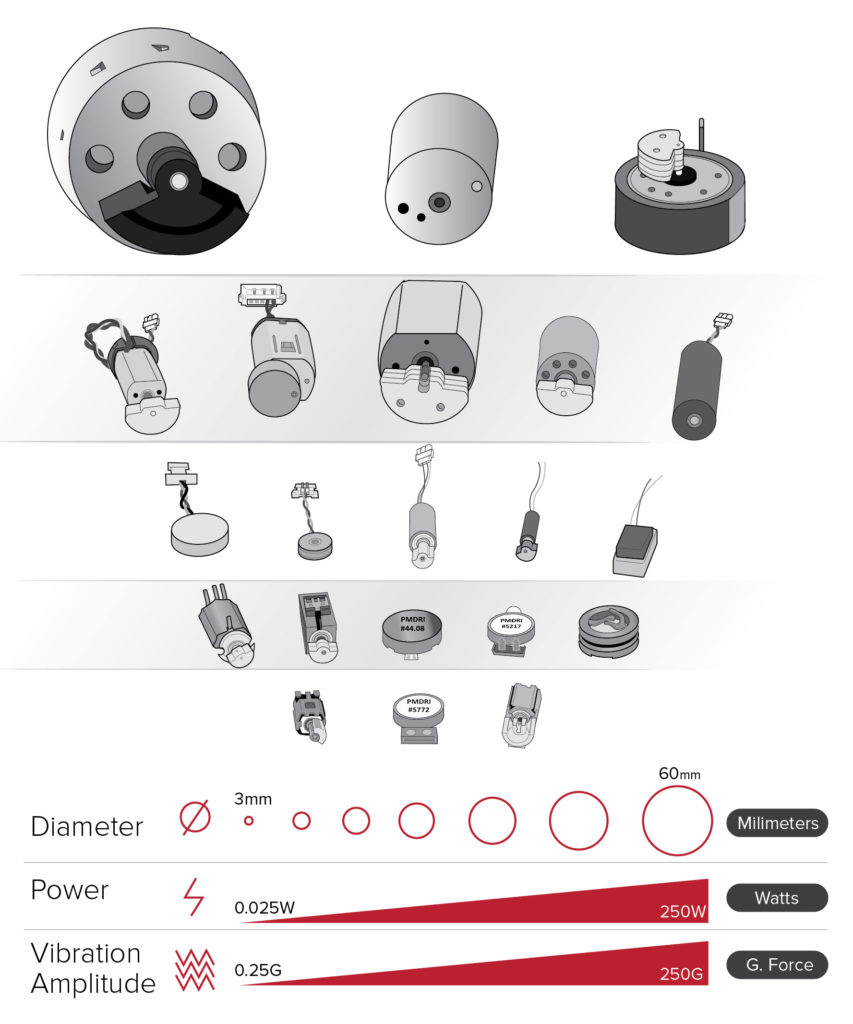 PMDRI
#44.08
PMDRI
#5217
PMDRI
#5772
Diameter
3mm
60mm
Milimeters
Power
0.025W
250W
Watts
Vibration
Amplitude
0.25G
250G
G. Force